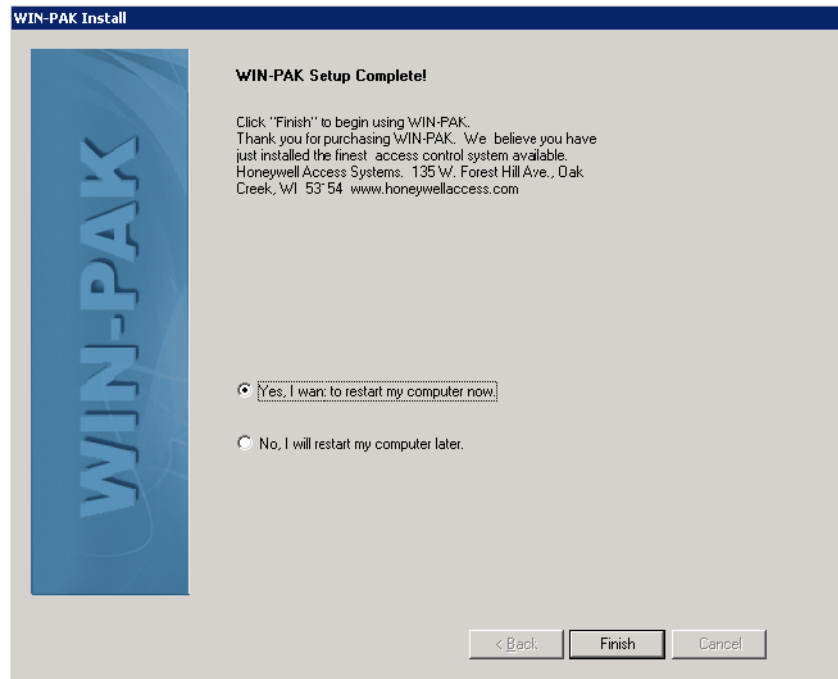 WIN-PAK Install
WIN-PAK
WIN-PAK Setup Complete!
Click "Finish" to begin using WIN-PAK.
Thank you for purchasing WIN-PAK. We believe you have
just installed the finest access control system available.
Honeywell Access Systems. 135 W. Forest Hill Ave., Oak
Creek, WI 53154 www.honeywellaccess.com
Yes, I want to restart my computer now.
No, I will restart my computer later.
< Back
Finish
Cancel